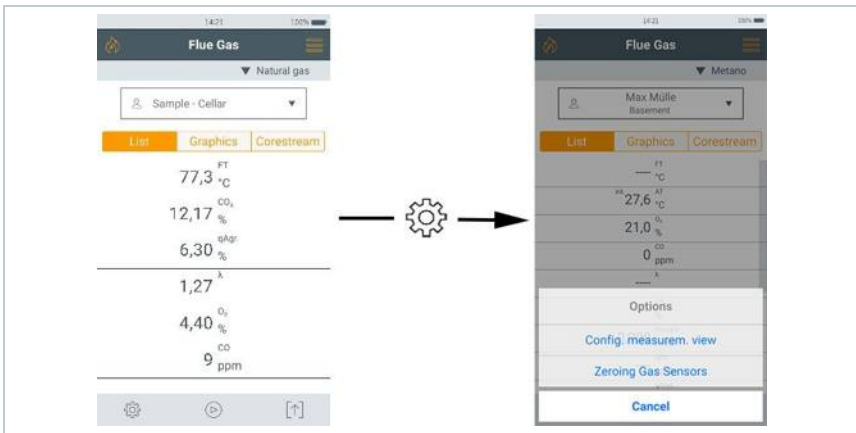 14:21 100%
Flue Gas
▼ Natural gas
Sample - Cellar ▼
List Graphics Corestream
77,3 FT °C
12,17 CO₂ %
6,30 qAgr %
1,27 λ
4,40 O₂ %
9 CO ppm
14:21 100%
Flue Gas
▼ Metano
Max Mülle ▼
Basement
List Graphics Corestream
---- FT °C
27,6 AT °C
21,0 O₂ %
0 CO ppm
---- λ
Options
Config. measurem. view
Zeroing Gas Sensors
Cancel